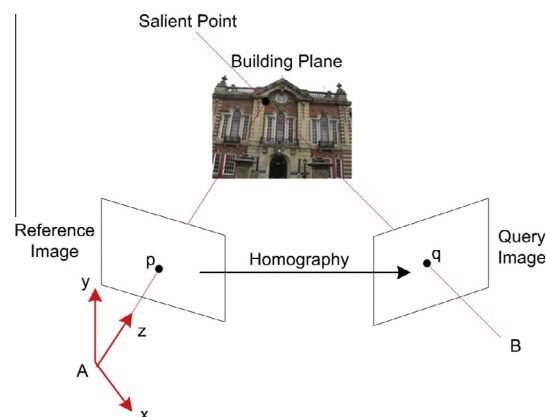 Salient Point
Building Plane
Reference
Image
p
Homography
q
Query
Image
y
z
A
x
B